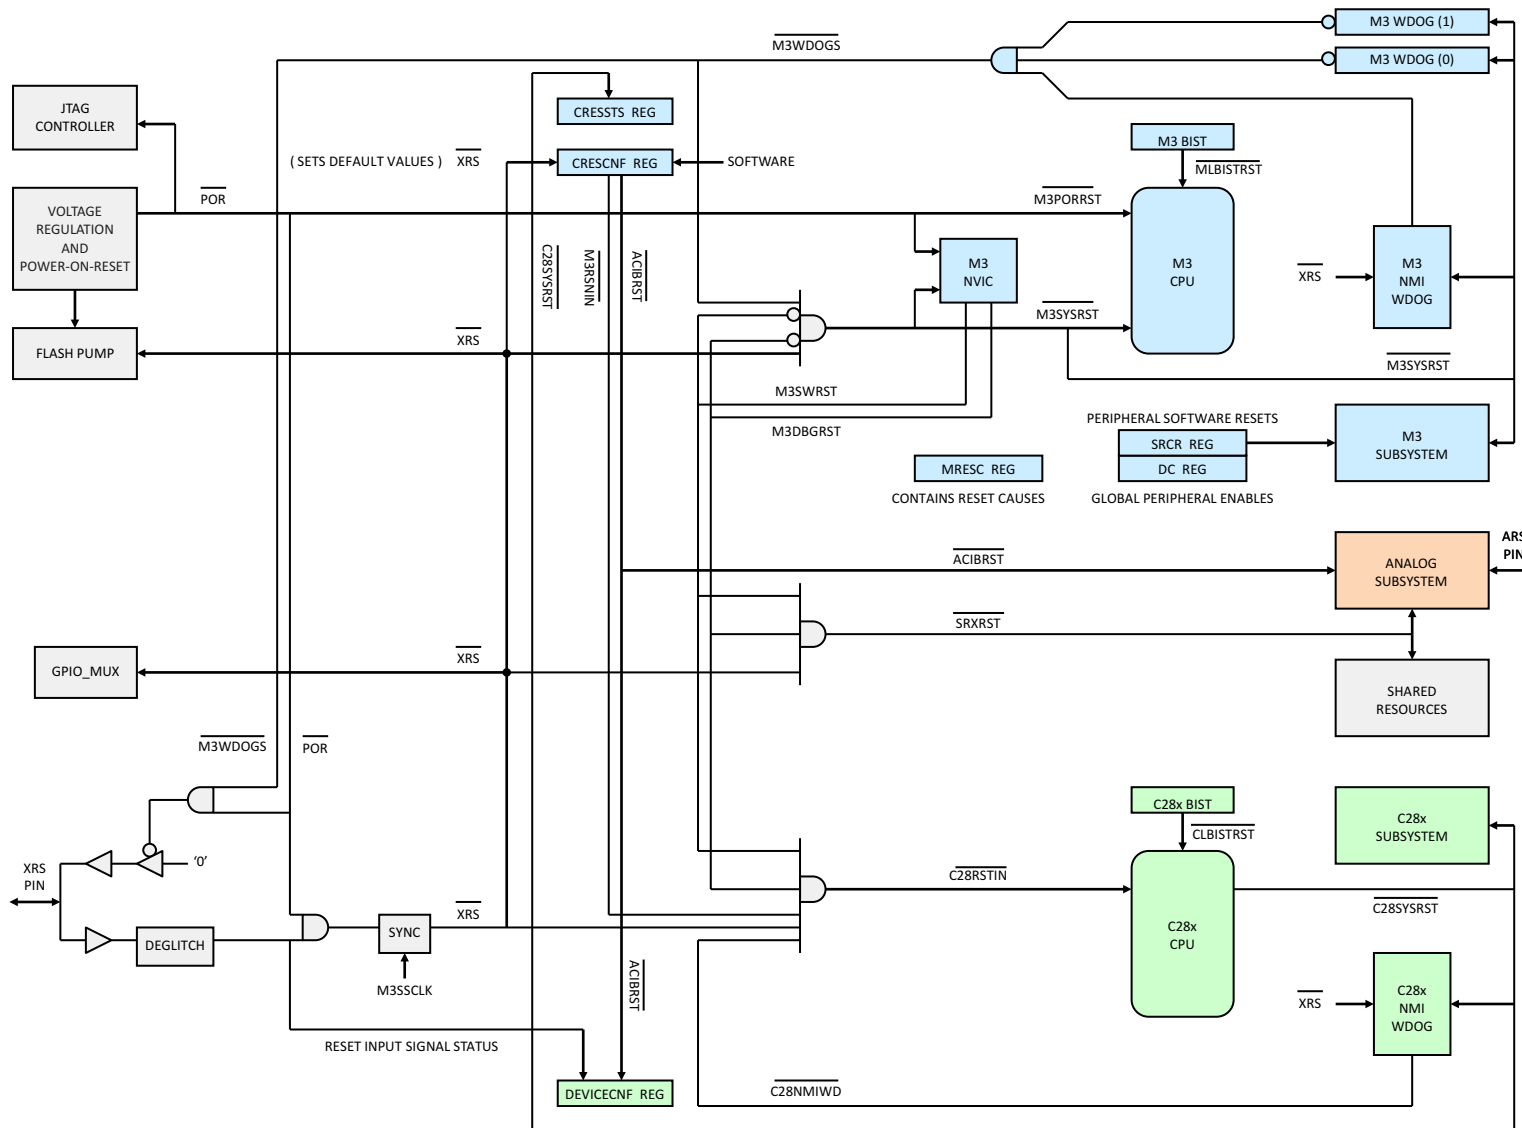 M3 WDOG (1)
M3WDOGS
M3 WDOG (0)
JTAG
CONTROLLER
CRESSTS REG
M3 BIST
( SETS DEFAULT VALUES )
XRS
CRESCNF REG
SOFTWARE
MLBISTRST
POR
M3PORRST
VOLTAGE
REGULATION
AND
POWER-ON-RESET
C28SYSRST
M3RSNIN
ACIBRST
M3
NVIC
M3
CPU
XRS
M3
NMI
WDOG
M3SYSRST
FLASH PUMP
XRS
M3SYSRST
M3SWRST
M3DBGRST
PERIPHERAL SOFTWARE RESETS
SRCR REG
DC REG
GLOBAL PERIPHERAL ENABLES
M3
SUBSYSTEM
MRESC REG
CONTAINS RESET CAUSES
ACIBRST
ANALOG
SUBSYSTEM
ARS
PIN
SRXRST
GPIO_MUX
XRS
SHARED
RESOURCES
M3WDOGS
POR
C28x BIST
CLBISTRST
C28x
SUBSYSTEM
‘0’
XRS
PIN
C28RSTIN
C28SYSRST
DEGLITCH
SYNC
XRS
M3SSCLK
C28x
CPU
ACIBRST
XRS
C28x
NMI
WDOG
RESET INPUT SIGNAL STATUS
DEVICECNF REG
C28NMIWD